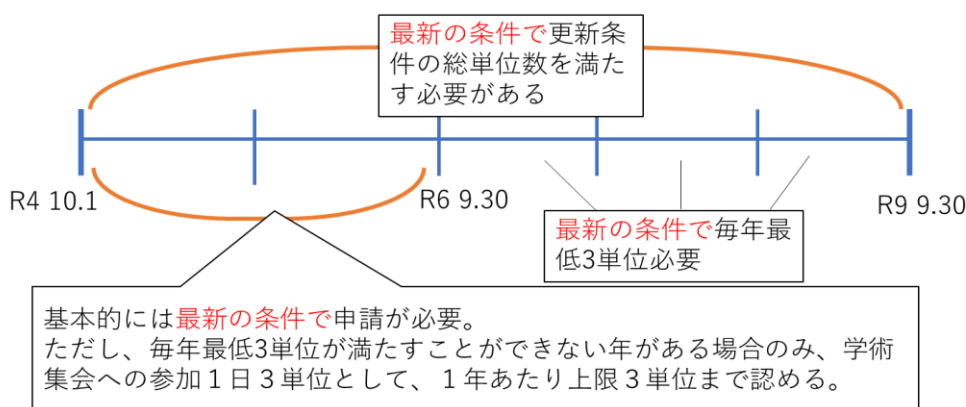 最新の条件で更新条
件の総単位数を満た
す必要がある
R4 10.1
R6 9.30
R9 9.30
最新の条件で毎年最
低3単位必要
基本的には最新の条件で申請が必要。
ただし、毎年最低3単位が満たすことができない年がある場合のみ、学術
集会への参加１日３単位として、１年あたり上限３単位まで認める。